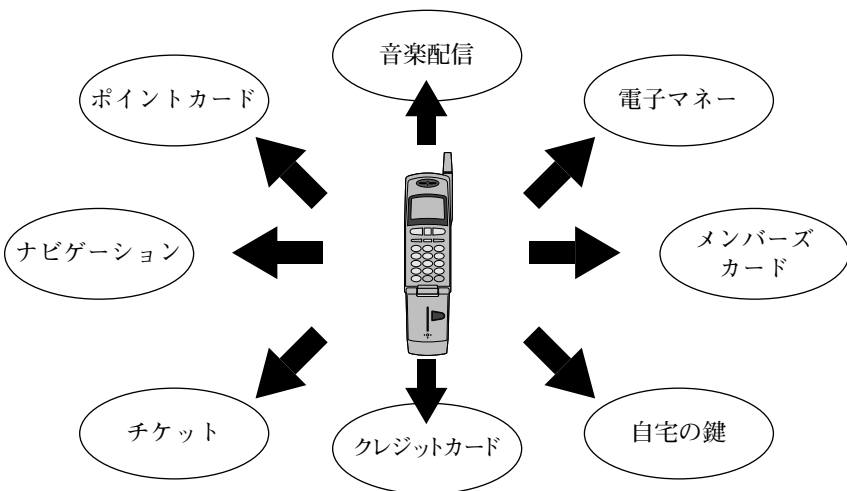 音楽配信
ポイントカード
電子マネー
ナビゲーション
メンバーズ
カード
チケット
クレジットカード
自宅の鍵